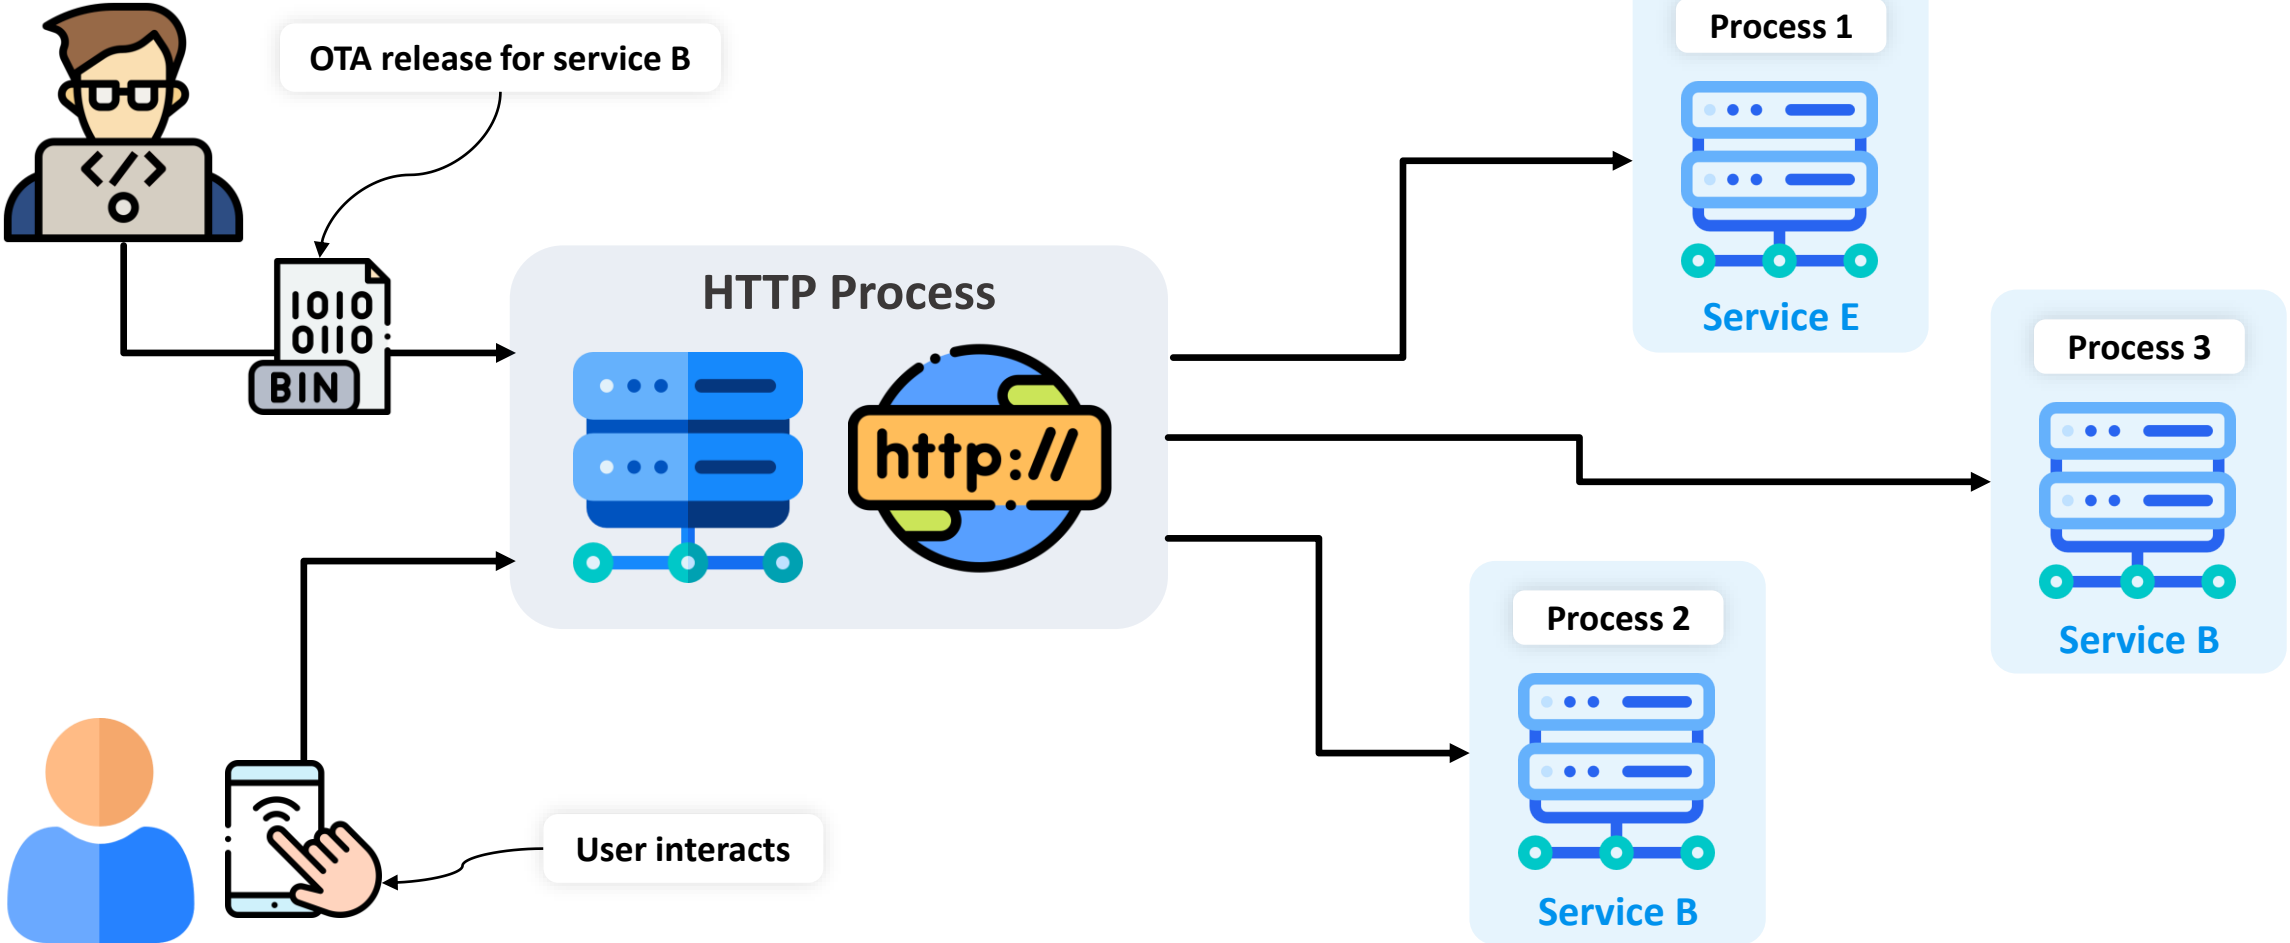 OTA release for service B
1010
0110
BIN
HTTP Process
http://
User interacts
Process 1
Service E
Process 3
Service B
Process 2
Service B